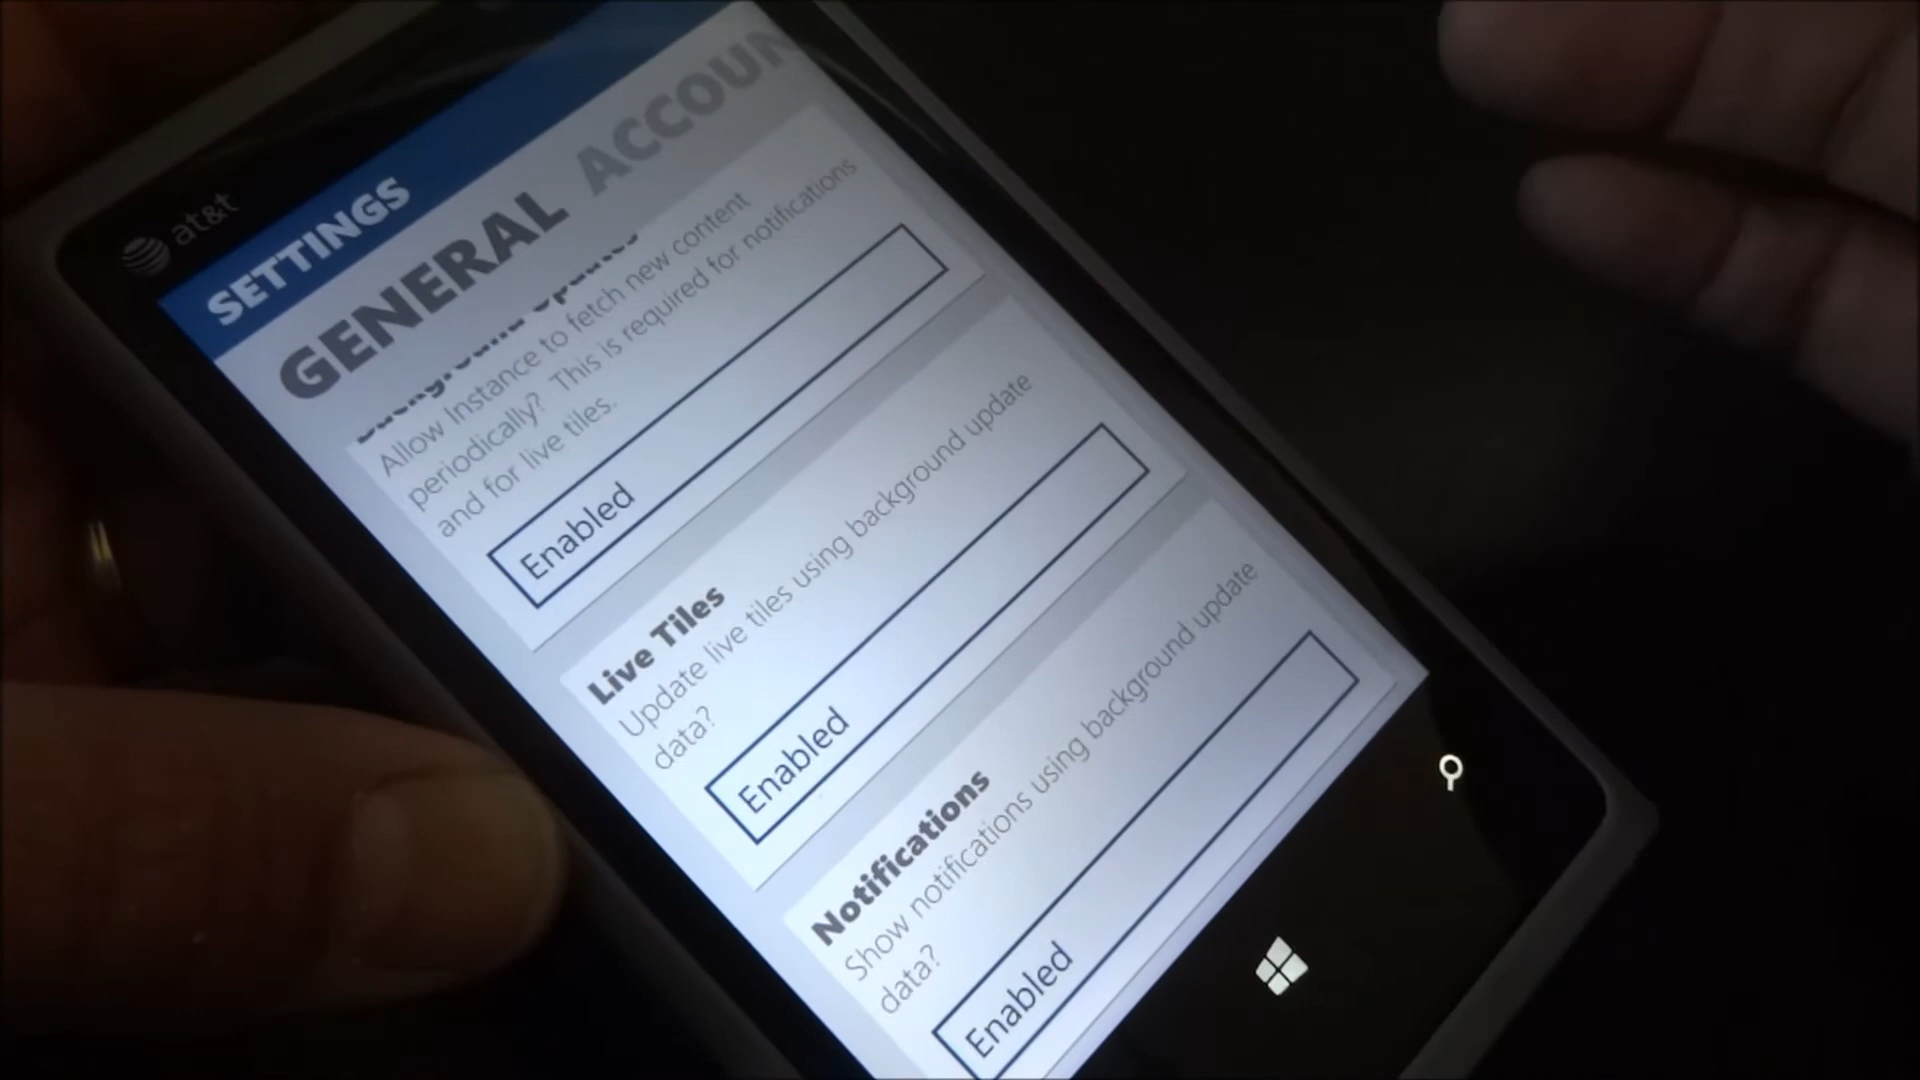 at&t
SETTINGS
GENERAL ACCOUN
Background Updates
Allow Instance to fetch new content
periodically? This is required for notifications
and for live tiles.
Enabled
Live Tiles
Update live tiles using background update
data?
Enabled
Notifications
Show notifications using background update
data?
Enabled